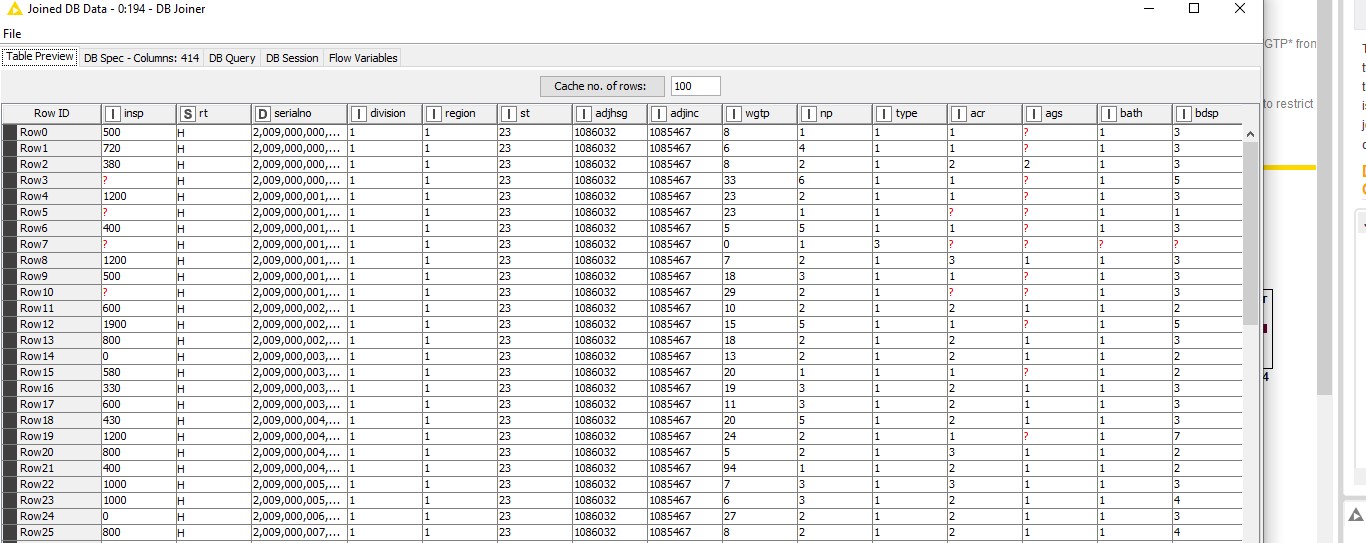 Joined DB Data - 0:194 - DB Joiner
File
Table Preview DB Spec - Columns: 414 DB Query DB Session Flow Variables
Cache no. of rows: 100
Row ID I insp S rt D serialno I division I region I st I adjhsg I adjinc I wgtp I np I type I acr I ags I bath I bdsp
Row0 500 H 2,009,000,000,... 1 1 23 1086032 1085467 8 1 1 1 ? 1 3
Row1 720 H 2,009,000,000,... 1 1 23 1086032 1085467 6 4 1 1 ? 1 3
Row2 380 H 2,009,000,000,... 1 1 23 1086032 1085467 8 2 1 2 2 1 3
Row3 ? H 2,009,000,000,... 1 1 23 1086032 1085467 33 6 1 1 ? 1 5
Row4 1200 H 2,009,000,001,... 1 1 23 1086032 1085467 23 2 1 1 ? 1 3
Row5 ? H 2,009,000,001,... 1 1 23 1086032 1085467 23 1 1 ? ? 1 1
Row6 400 H 2,009,000,001,... 1 1 23 1086032 1085467 5 5 1 1 ? 1 3
Row7 ? H 2,009,000,001,... 1 1 23 1086032 1085467 0 1 3 ? ? ? ?
Row8 1200 H 2,009,000,001,... 1 1 23 1086032 1085467 7 2 1 3 1 1 3
Row9 500 H 2,009,000,001,... 1 1 23 1086032 1085467 18 3 1 1 ? 1 3
Row10 ? H 2,009,000,001,... 1 1 23 1086032 1085467 29 2 1 ? ? 1 3
Row11 600 H 2,009,000,002,... 1 1 23 1086032 1085467 10 2 1 2 1 1 2
Row12 1900 H 2,009,000,002,... 1 1 23 1086032 1085467 15 5 1 1 ? 1 5
Row13 800 H 2,009,000,002,... 1 1 23 1086032 1085467 18 2 1 2 1 1 3
Row14 0 H 2,009,000,003,... 1 1 23 1086032 1085467 13 2 1 2 1 1 2
Row15 580 H 2,009,000,003,... 1 1 23 1086032 1085467 20 1 1 1 ? 1 2
Row16 330 H 2,009,000,003,... 1 1 23 1086032 1085467 19 3 1 2 1 1 3
Row17 600 H 2,009,000,003,... 1 1 23 1086032 1085467 11 3 1 2 1 1 3
Row18 430 H 2,009,000,004,... 1 1 23 1086032 1085467 20 5 1 2 1 1 3
Row19 1200 H 2,009,000,004,... 1 1 23 1086032 1085467 24 2 1 1 ? 1 7
Row20 800 H 2,009,000,004,... 1 1 23 1086032 1085467 5 2 1 3 1 1 2
Row21 400 H 2,009,000,004,... 1 1 23 1086032 1085467 94 1 1 2 1 1 2
Row22 1000 H 2,009,000,005,... 1 1 23 1086032 1085467 7 3 1 3 1 1 3
Row23 1000 H 2,009,000,005,... 1 1 23 1086032 1085467 6 3 1 2 1 1 4
Row24 0 H 2,009,000,006,... 1 1 23 1086032 1085467 27 2 1 2 1 1 3
Row25 800 H 2,009,000,007,... 1 1 23 1086032 1085467 8 2 1 2 1 1 4
GTP* from
to restrict